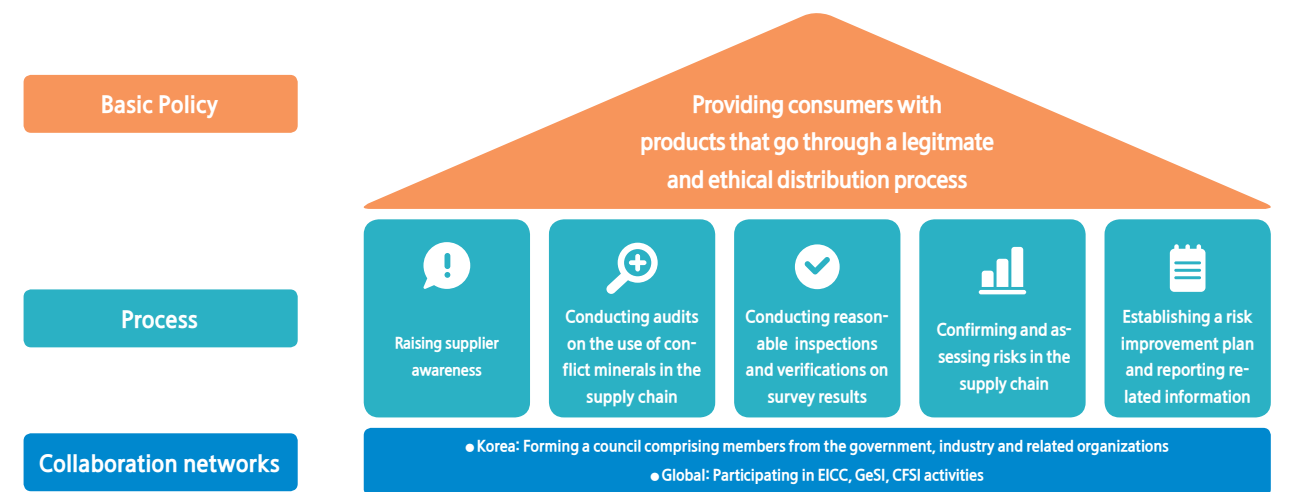 Basic Policy
Providing consumers with
products that go through a legitmate
and ethical distribution process
Process
Raising supplier
awareness
Conducting audits
on the use of con-
flict minerals in the
supply chain
Conducting reason-
able inspections
and verifications on
survey results
Confirming and as-
sessing risks in the
supply chain
Establishing a risk
improvement plan
and reporting re-
lated information
Collaboration networks
● Korea: Forming a council comprising members from the government, industry and related organizations
● Global: Participating in EICC, GeSI, CFSI activities